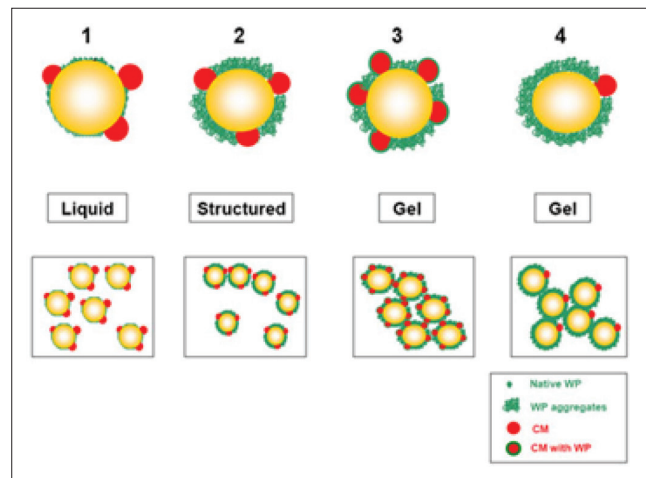 1 2 3 4
Liquid Structured Gel Gel
Native WP
WP aggregates
CM
CM with WP